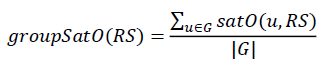 groupSatO(RS) = ∑u∈G satO(u, RS) / |G|